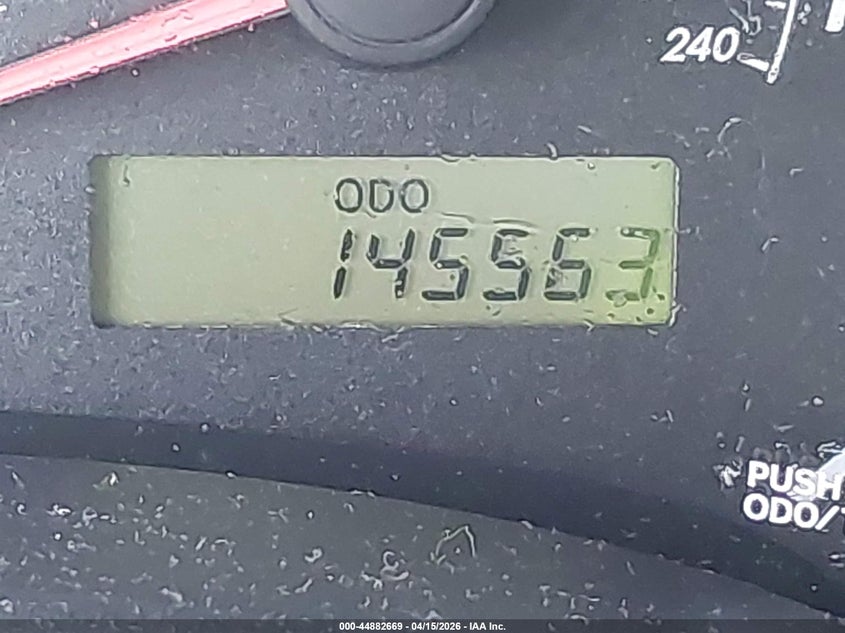 240
ODO
145563
PUSH
ODO/
000-44882669 - 04/15/2026 - IAA Inc.